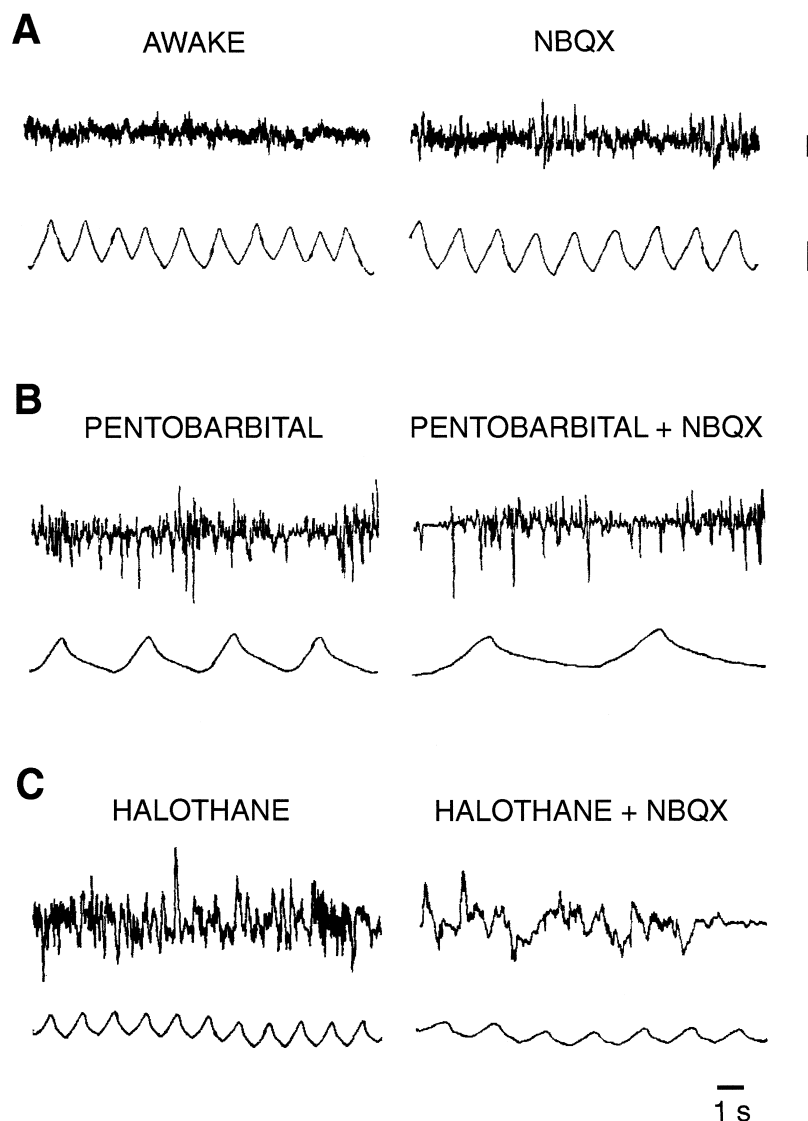 A
AWAKE
NBQX
B
PENTOBARBITAL
PENTOBARBITAL + NBQX
C
HALOTHANE
HALOTHANE + NBQX
1 s